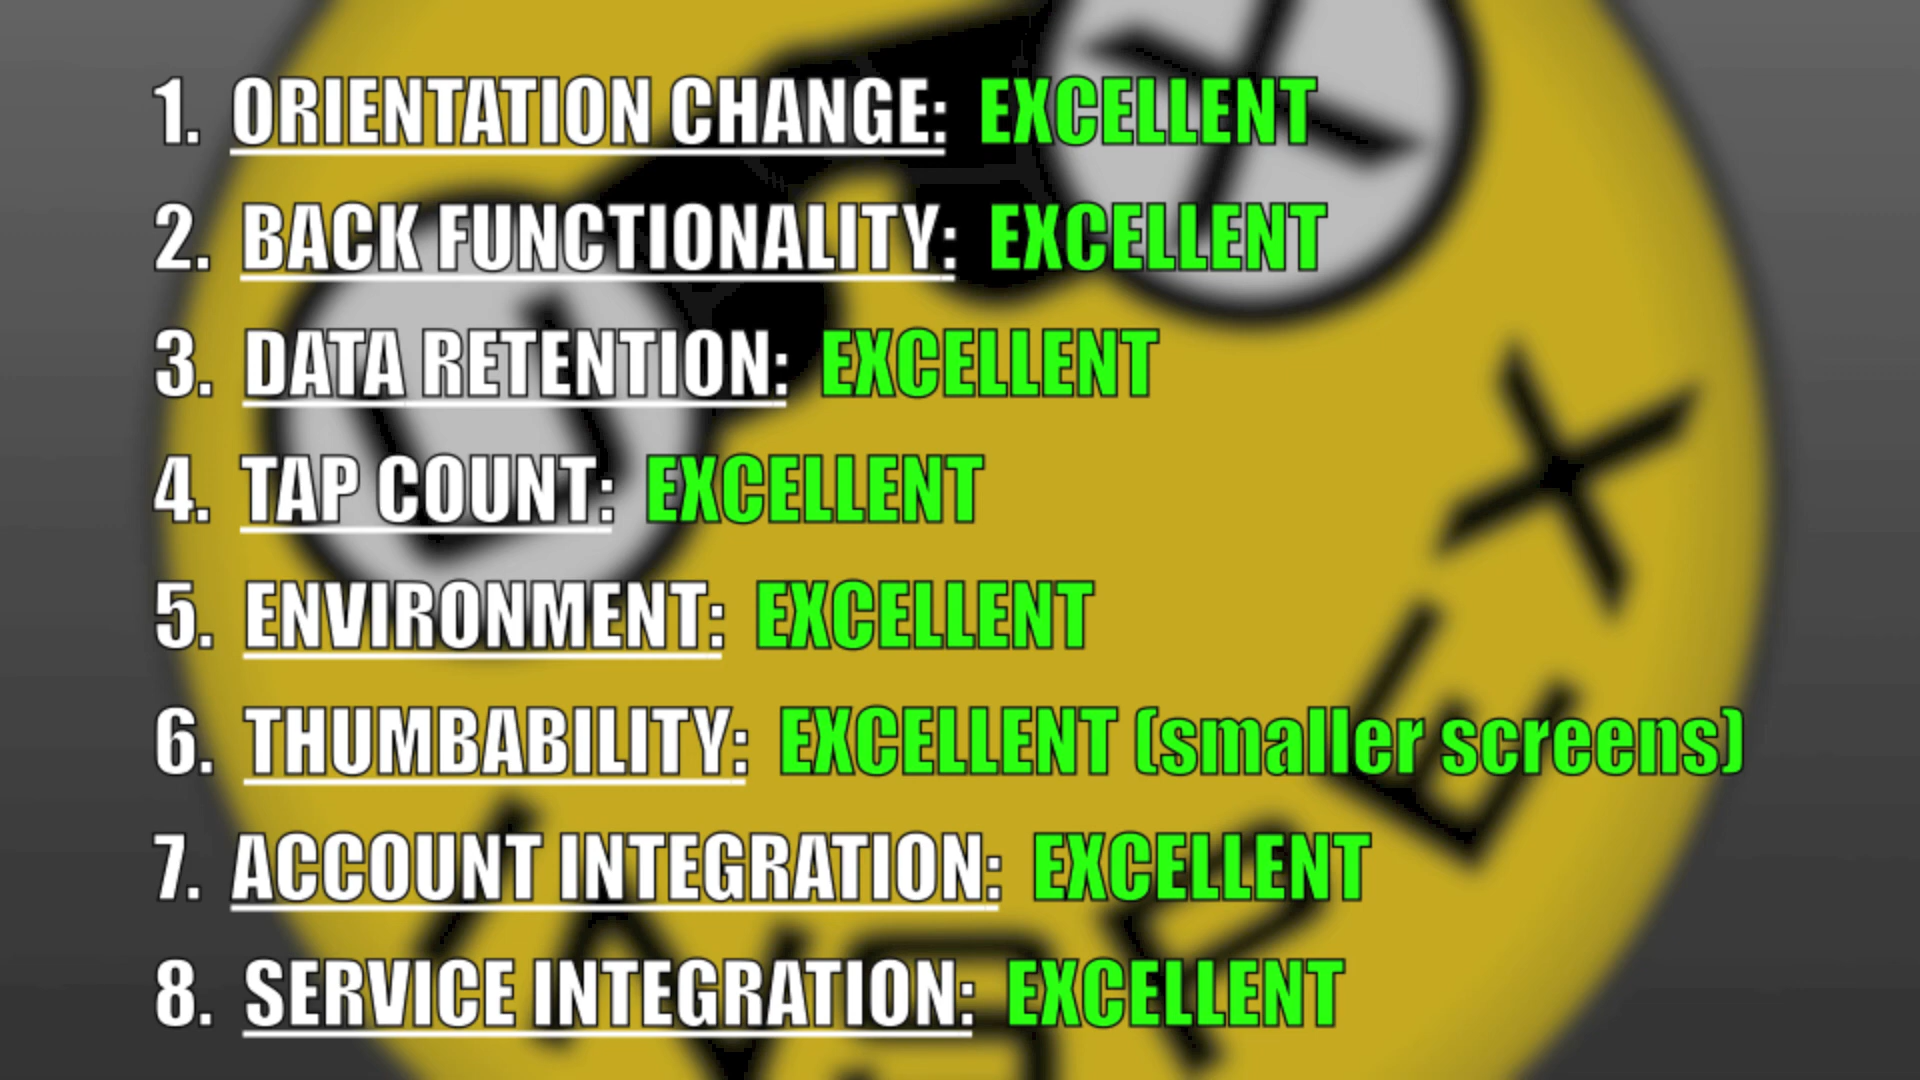 1. ORIENTATION CHANGE: EXCELLENT
2. BACK FUNCTIONALITY: EXCELLENT
3. DATA RETENTION: EXCELLENT
4. TAP COUNT: EXCELLENT
5. ENVIRONMENT: EXCELLENT
6. THUMBABILITY: EXCELLENT (smaller screens)
7. ACCOUNT INTEGRATION: EXCELLENT
8. SERVICE INTEGRATION: EXCELLENT